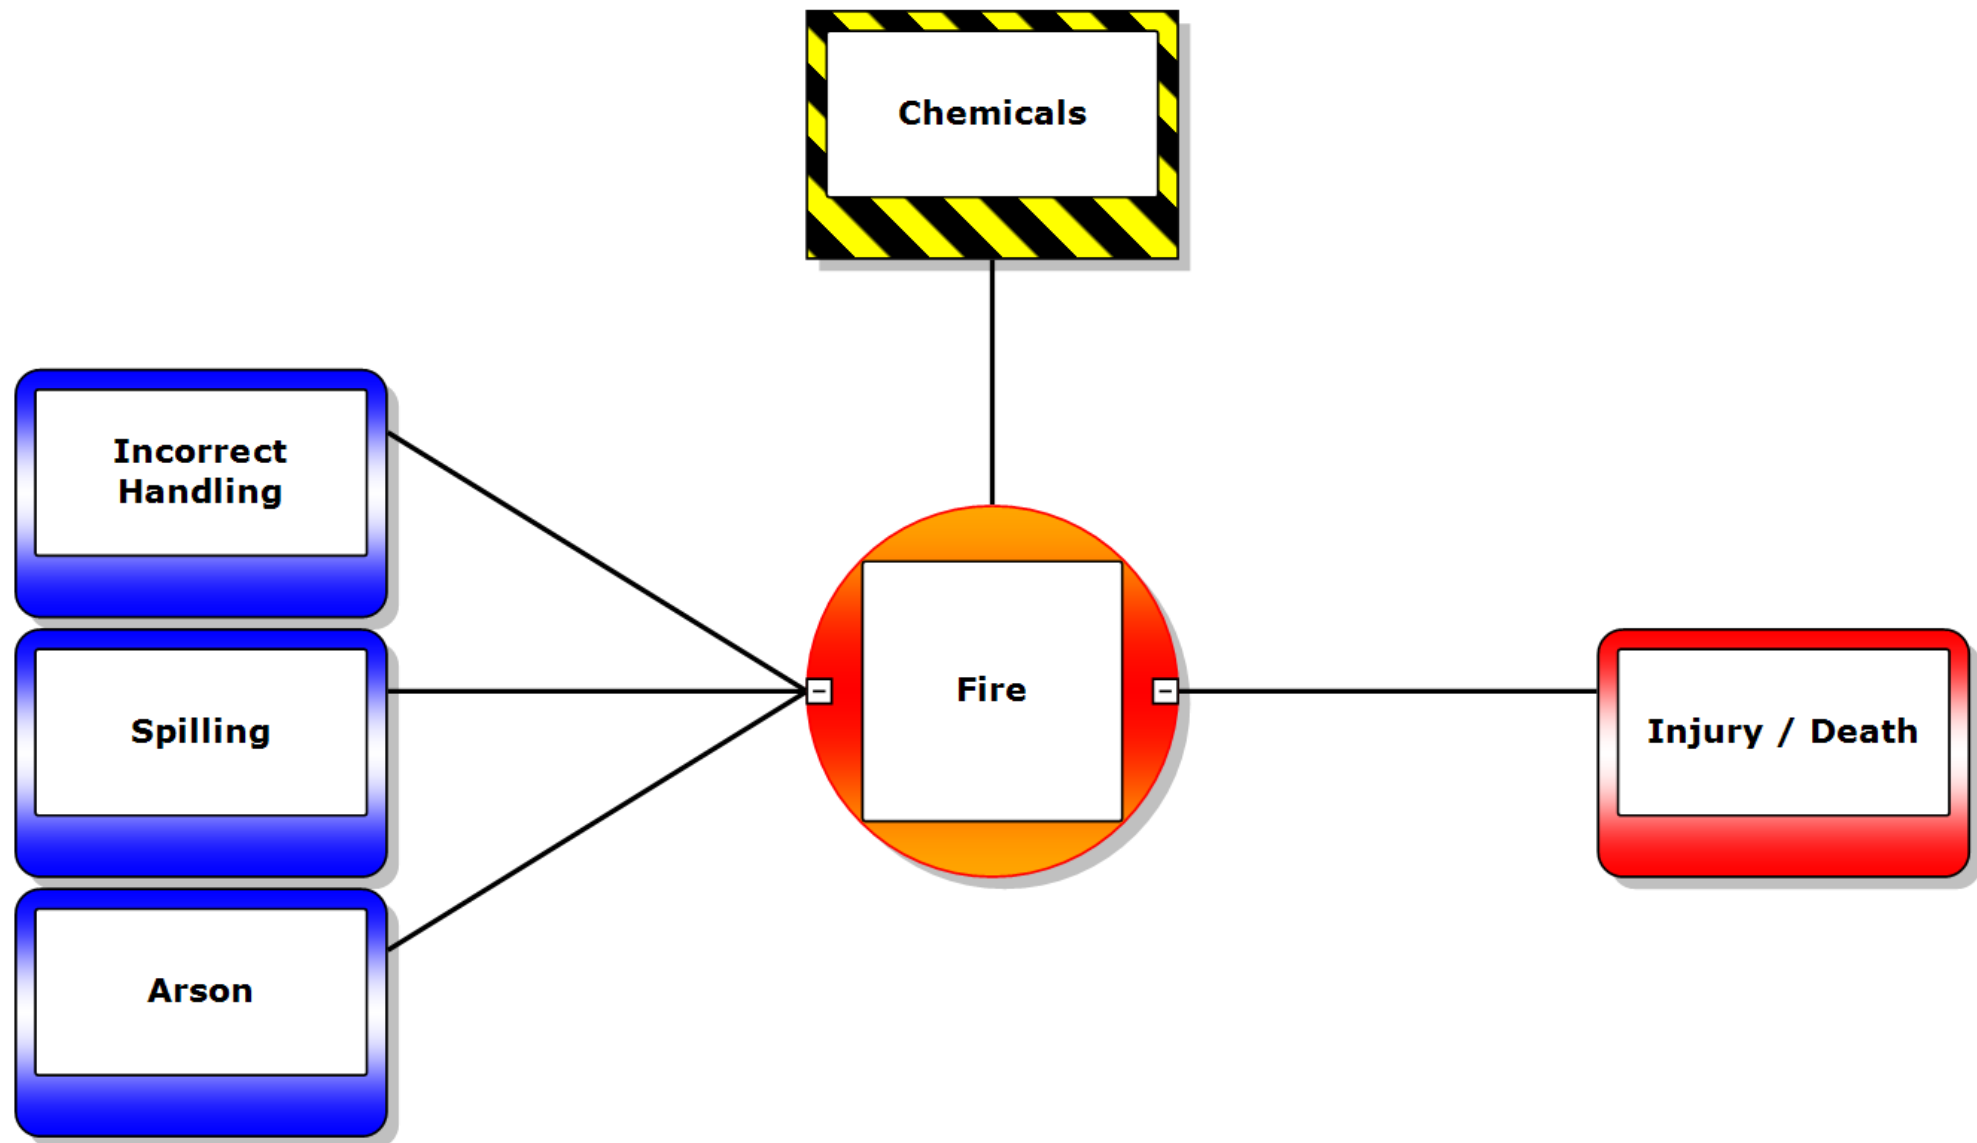 Chemicals
Incorrect
Handling
Spilling
Arson
Fire
Injury / Death